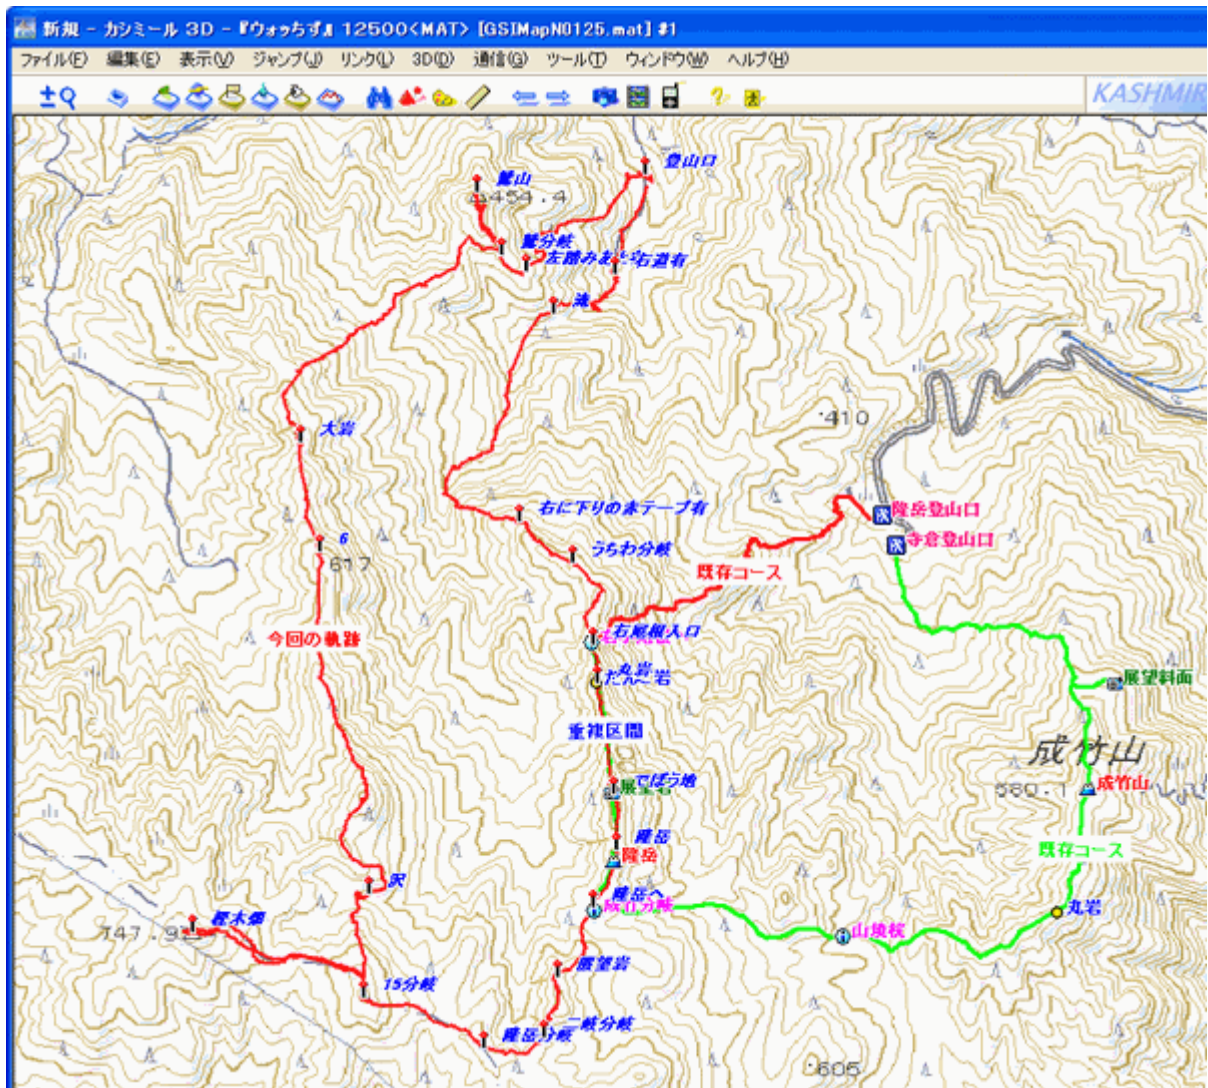 新規 - カシミール 3D - 『ウォッちず』 12500<MAT> [GSIMapN0125.mat] #1
ファイル(F) 編集(E) 表示(V) ジャンプ(J) リンク(L) 3D(D) 通信(G) ツール(T) ウィンドウ(W) ヘルプ(H)
KASHMIR
登山口
鷲山
454.4
鷲分岐
左踏みあと
右道有
滝
410
大岩
右に下りの赤テープ有
隆岳登山口
6
うちわ分岐
寺倉登山口
617
既存コース
今回の軌跡
右尾根入口
丸岩
展望斜面
重複区間
成竹山
でぼう地
580.1
成竹山
隆岳
既存コース
隆岳
沢
隆岳へ
丸岩
747.9
山境杭
展望岩
15分岐
二岐分岐
隆岳分岐
605